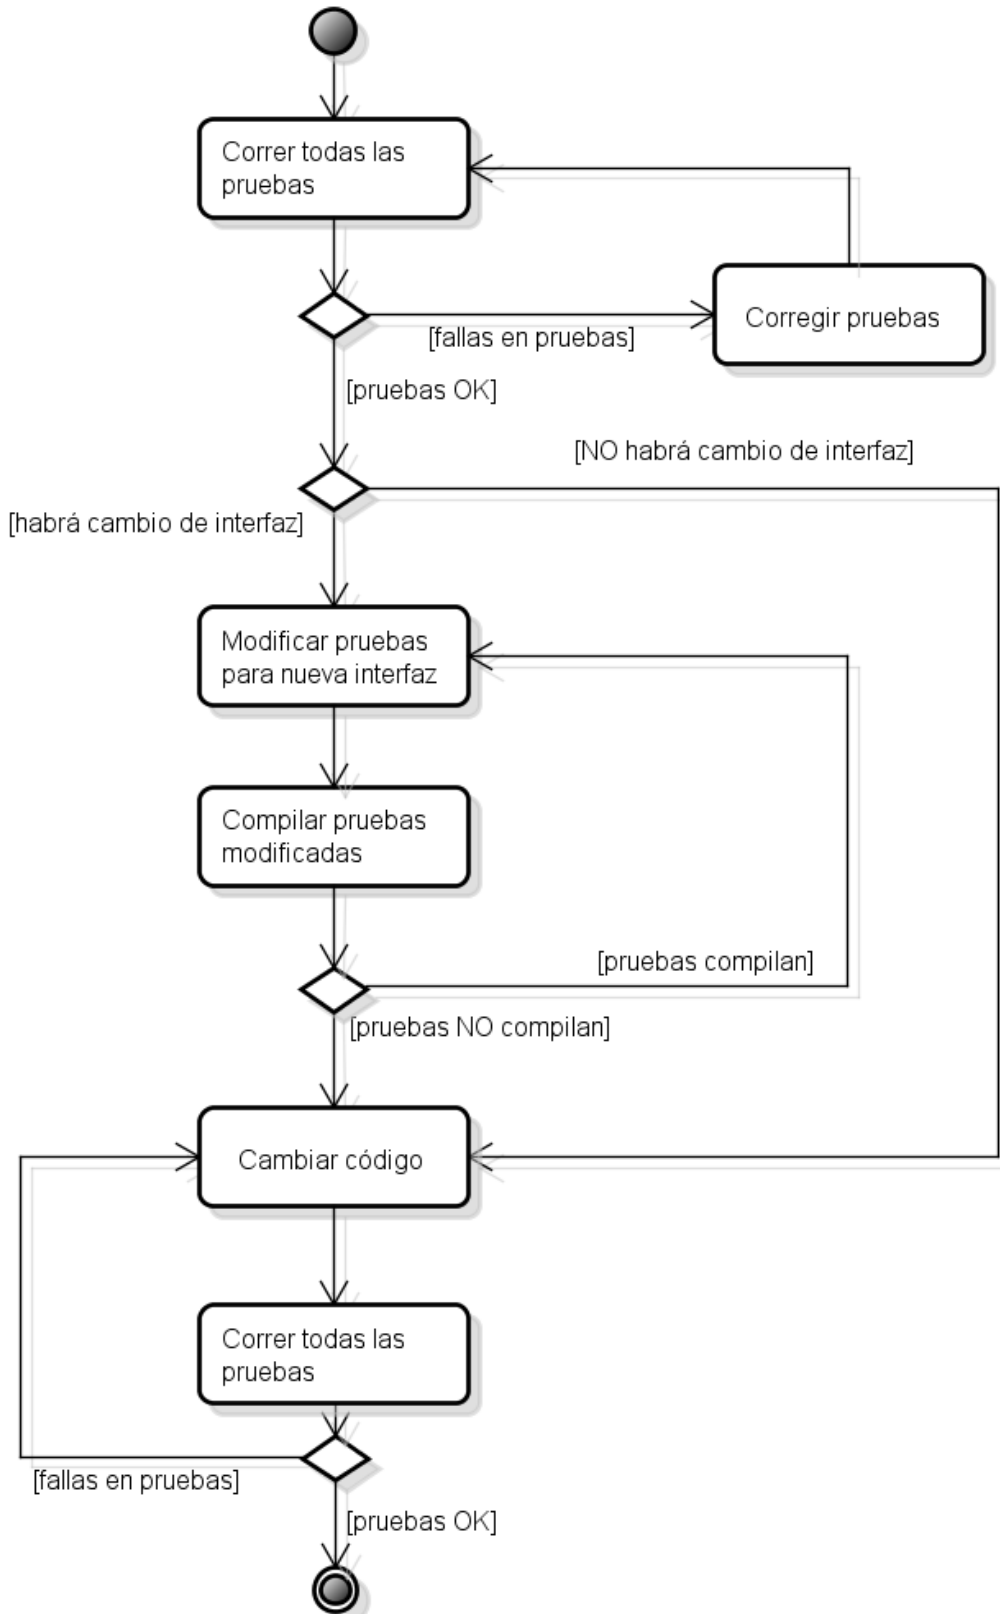 Correr todas las
pruebas
Corregir pruebas
[fallas en pruebas]
[pruebas OK]
[NO habrá cambio de interfaz]
[habrá cambio de interfaz]
Modificar pruebas
para nueva interfaz
Compilar pruebas
modificadas
[pruebas compilan]
[pruebas NO compilan]
Cambiar código
Correr todas las
pruebas
[fallas en pruebas]
[pruebas OK]